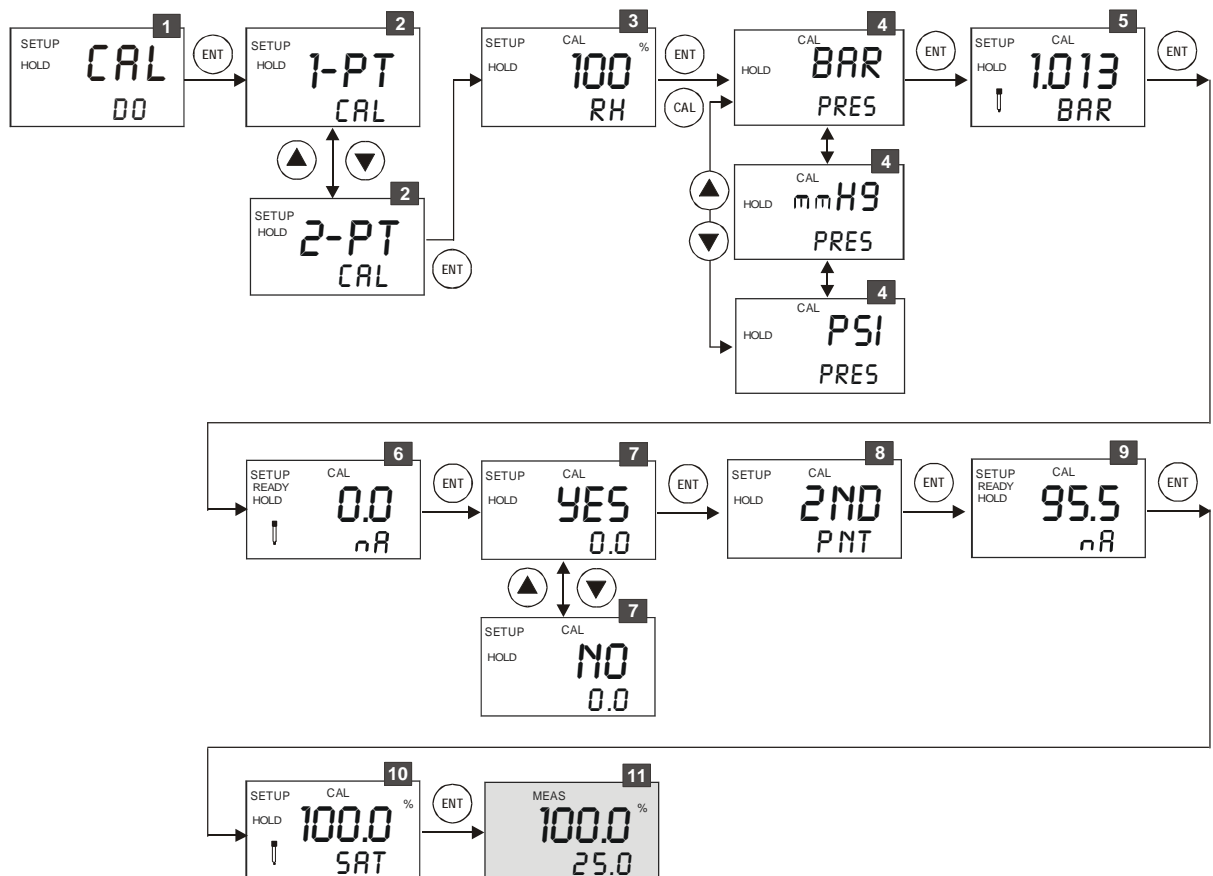 1
SETUP
HOLD
CAL
DO
ENT
2
SETUP
HOLD
1-PT
CAL
2
SETUP
HOLD
2-PT
CAL
ENT
3
SETUP
CAL
HOLD
100 %
RH
ENT
CAL
4
CAL
HOLD
BAR
PRES
4
CAL
HOLD
mmHg
PRES
4
CAL
HOLD
PSI
PRES
ENT
5
SETUP
CAL
HOLD
1.013
BAR
ENT
6
SETUP
CAL
READY
HOLD
0.0
nA
ENT
7
SETUP
CAL
HOLD
YES
0.0
7
SETUP
CAL
HOLD
NO
0.0
ENT
8
SETUP
CAL
HOLD
2ND
PNT
ENT
9
SETUP
CAL
READY
HOLD
95.5
nA
ENT
10
SETUP
CAL
HOLD
100.0 %
SAT
ENT
11
MEAS
100.0 %
25.0